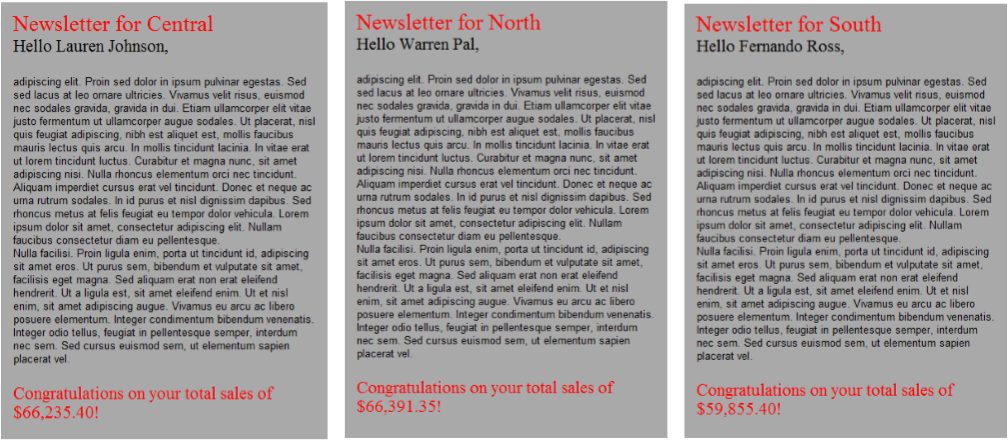 Newsletter for Central
Hello Lauren Johnson,
adipiscing elit. Proin sed dolor in ipsum pulvinar egestas. Sed
sed lacus at leo ornare ultricies. Vivamus velit risus, euismod
nec sodales gravida, gravida in dui. Etiam ullamcorper elit vitae
justo fermentum ut ullamcorper augue sodales. Ut placerat, nisl
quis feugiat adipiscing, nibh est aliquet est, mollis faucibus
mauris lectus quis arcu. In mollis tincidunt lacinia. In vitae erat
ut lorem tincidunt luctus. Curabitur et magna nunc, sit amet
adipiscing nisi. Nulla rhoncus elementum orci nec tincidunt.
Aliquam imperdiet cursus erat vel tincidunt. Donec et neque ac
urna rutrum sodales. In id purus et nisl dignissim dapibus. Sed
rhoncus metus at felis feugiat eu tempor dolor vehicula. Lorem
ipsum dolor sit amet, consectetur adipiscing elit. Nullam
faucibus consectetur diam eu pellentesque.
Nulla facilisi. Proin ligula enim, porta ut tincidunt id, adipiscing
sit amet eros. Ut purus sem, bibendum et vulputate sit amet,
facilisis eget magna. Sed aliquam erat non erat eleifend
hendrerit. Ut a ligula est, sit amet eleifend enim. Ut et nisl
enim, sit amet adipiscing augue. Vivamus eu arcu ac libero
posuere elementum. Integer condimentum bibendum venenatis.
Integer odio tellus, feugiat in pellentesque semper, interdum
nec sem. Sed cursus euismod sem, ut elementum sapien
placerat vel.
Congratulations on your total sales of
$66,235.40!
Newsletter for North
Hello Warren Pal,
adipiscing elit. Proin sed dolor in ipsum pulvinar egestas. Sed
sed lacus at leo ornare ultricies. Vivamus velit risus, euismod
nec sodales gravida, gravida in dui. Etiam ullamcorper elit vitae
justo fermentum ut ullamcorper augue sodales. Ut placerat, nisl
quis feugiat adipiscing, nibh est aliquet est, mollis faucibus
mauris lectus quis arcu. In mollis tincidunt lacinia. In vitae erat
ut lorem tincidunt luctus. Curabitur et magna nunc, sit amet
adipiscing nisi. Nulla rhoncus elementum orci nec tincidunt.
Aliquam imperdiet cursus erat vel tincidunt. Donec et neque ac
urna rutrum sodales. In id purus et nisl dignissim dapibus. Sed
rhoncus metus at felis feugiat eu tempor dolor vehicula. Lorem
ipsum dolor sit amet, consectetur adipiscing elit. Nullam
faucibus consectetur diam eu pellentesque.
Nulla facilisi. Proin ligula enim, porta ut tincidunt id, adipiscing
sit amet eros. Ut purus sem, bibendum et vulputate sit amet,
facilisis eget magna. Sed aliquam erat non erat eleifend
hendrerit. Ut a ligula est, sit amet eleifend enim. Ut et nisl
enim, sit amet adipiscing augue. Vivamus eu arcu ac libero
posuere elementum. Integer condimentum bibendum venenatis.
Integer odio tellus, feugiat in pellentesque semper, interdum
nec sem. Sed cursus euismod sem, ut elementum sapien
placerat vel.
Congratulations on your total sales of
$66,391.35!
Newsletter for South
Hello Fernando Ross,
adipiscing elit. Proin sed dolor in ipsum pulvinar egestas. Sed
sed lacus at leo ornare ultricies. Vivamus velit risus, euismod
nec sodales gravida, gravida in dui. Etiam ullamcorper elit vitae
justo fermentum ut ullamcorper augue sodales. Ut placerat, nisl
quis feugiat adipiscing, nibh est aliquet est, mollis faucibus
mauris lectus quis arcu. In mollis tincidunt lacinia. In vitae erat
ut lorem tincidunt luctus. Curabitur et magna nunc, sit amet
adipiscing nisi. Nulla rhoncus elementum orci nec tincidunt.
Aliquam imperdiet cursus erat vel tincidunt. Donec et neque ac
urna rutrum sodales. In id purus et nisl dignissim dapibus. Sed
rhoncus metus at felis feugiat eu tempor dolor vehicula. Lorem
ipsum dolor sit amet, consectetur adipiscing elit. Nullam
faucibus consectetur diam eu pellentesque.
Nulla facilisi. Proin ligula enim, porta ut tincidunt id, adipiscing
sit amet eros. Ut purus sem, bibendum et vulputate sit amet,
facilisis eget magna. Sed aliquam erat non erat eleifend
hendrerit. Ut a ligula est, sit amet eleifend enim. Ut et nisl
enim, sit amet adipiscing augue. Vivamus eu arcu ac libero
posuere elementum. Integer condimentum bibendum venenatis.
Integer odio tellus, feugiat in pellentesque semper, interdum
nec sem. Sed cursus euismod sem, ut elementum sapien
placerat vel.
Congratulations on your total sales of
$59,855.40!